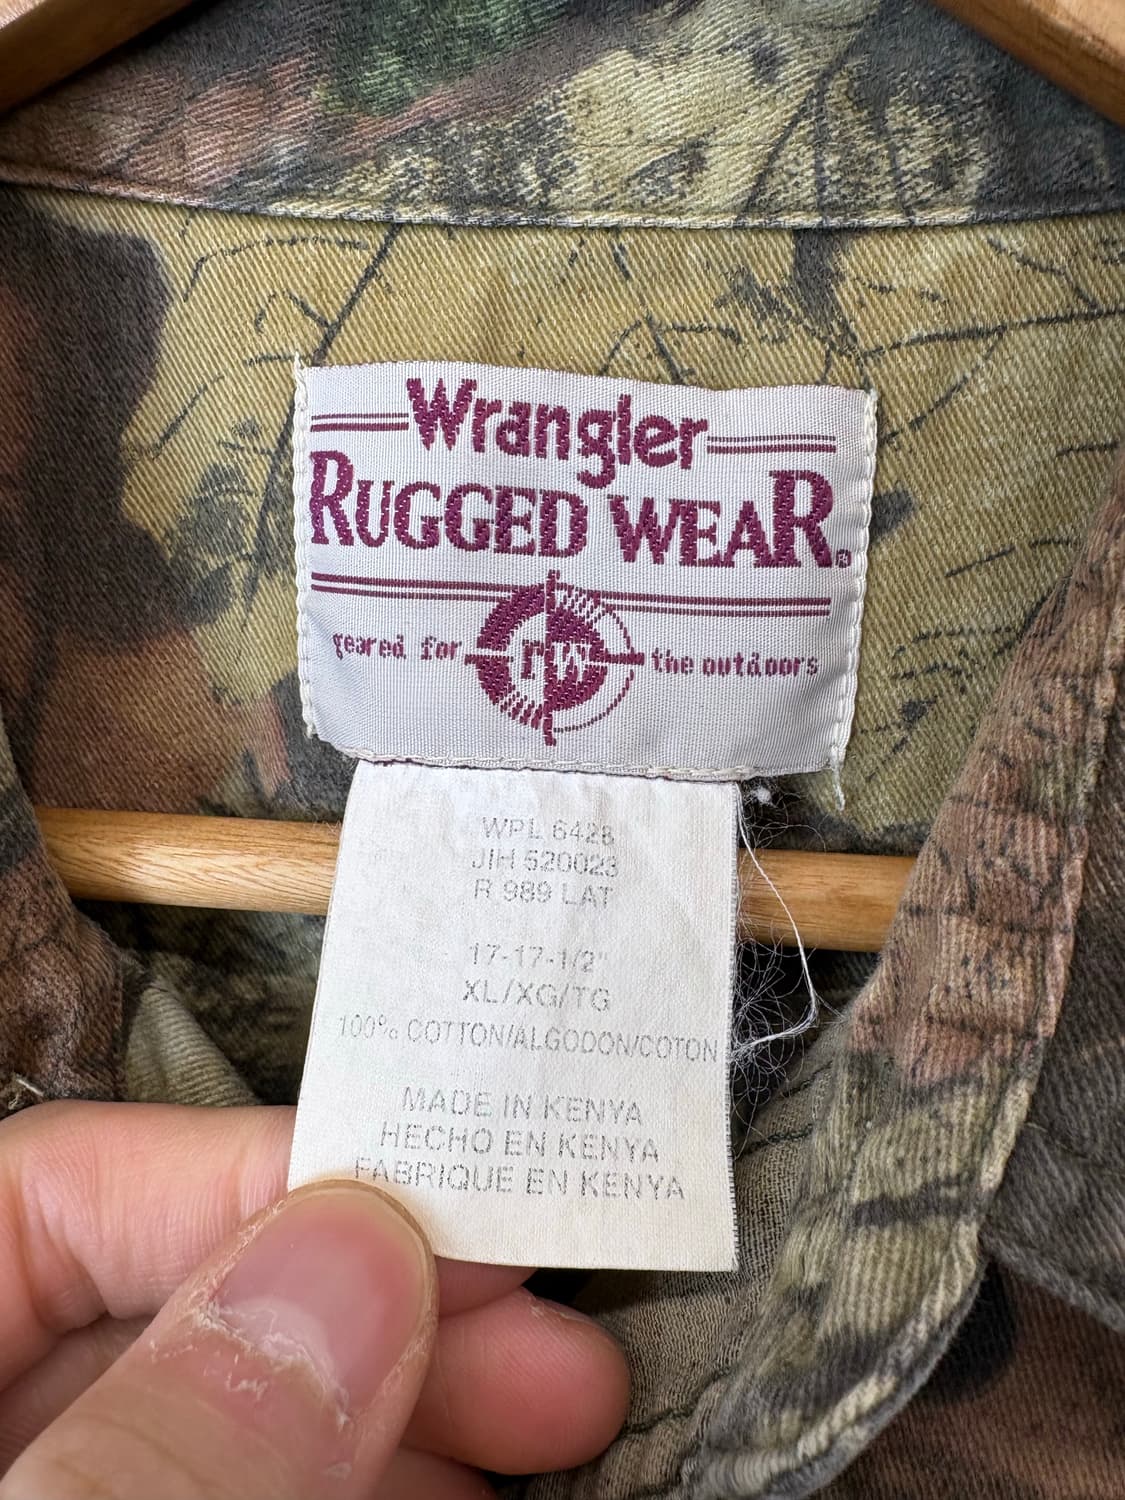 Wrangler
RUGGED WEAR®
geared for rW the outdoors
WPL 6428
JIH 520023
R 989 LAT
17-17-1/2"
XL/XG/TG
100% COTTON/ALGODON/COTON
MADE IN KENYA
HECHO EN KENYA
FABRIQUE EN KENYA